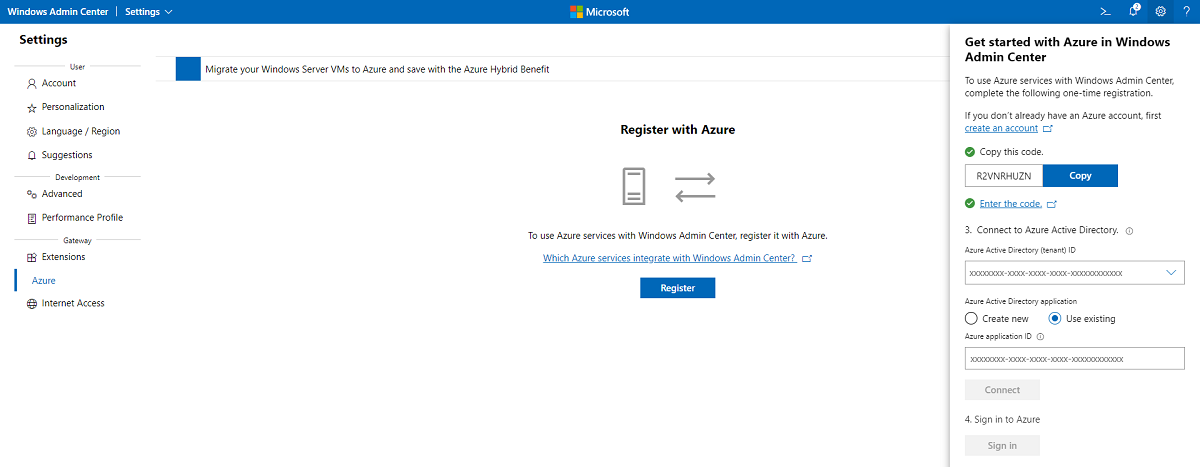 Windows Admin Center
Settings
Microsoft
2
Settings
User
Account
Personalization
Language / Region
Suggestions
Development
Advanced
Performance Profile
Gateway
Extensions
Azure
Internet Access
Migrate your Windows Server VMs to Azure and save with the Azure Hybrid Benefit
Register with Azure
To use Azure services with Windows Admin Center, register it with Azure.
Which Azure services integrate with Windows Admin Center?
Register
Get started with Azure in Windows
Admin Center
To use Azure services with Windows Admin Center,
complete the following one-time registration.
If you don't already have an Azure account, first
create an account
Copy this code.
R2VNRHUZN
Copy
Enter the code.
3. Connect to Azure Active Directory.
Azure Active Directory (tenant) ID
xxxxxxxx-xxxx-xxxx-xxxx-xxxxxxxxxxxx
Azure Active Directory application
Create new
Use existing
Azure application ID
xxxxxxxx-xxxx-xxxx-xxxx-xxxxxxxxxxxx
Connect
4. Sign in to Azure
Sign in